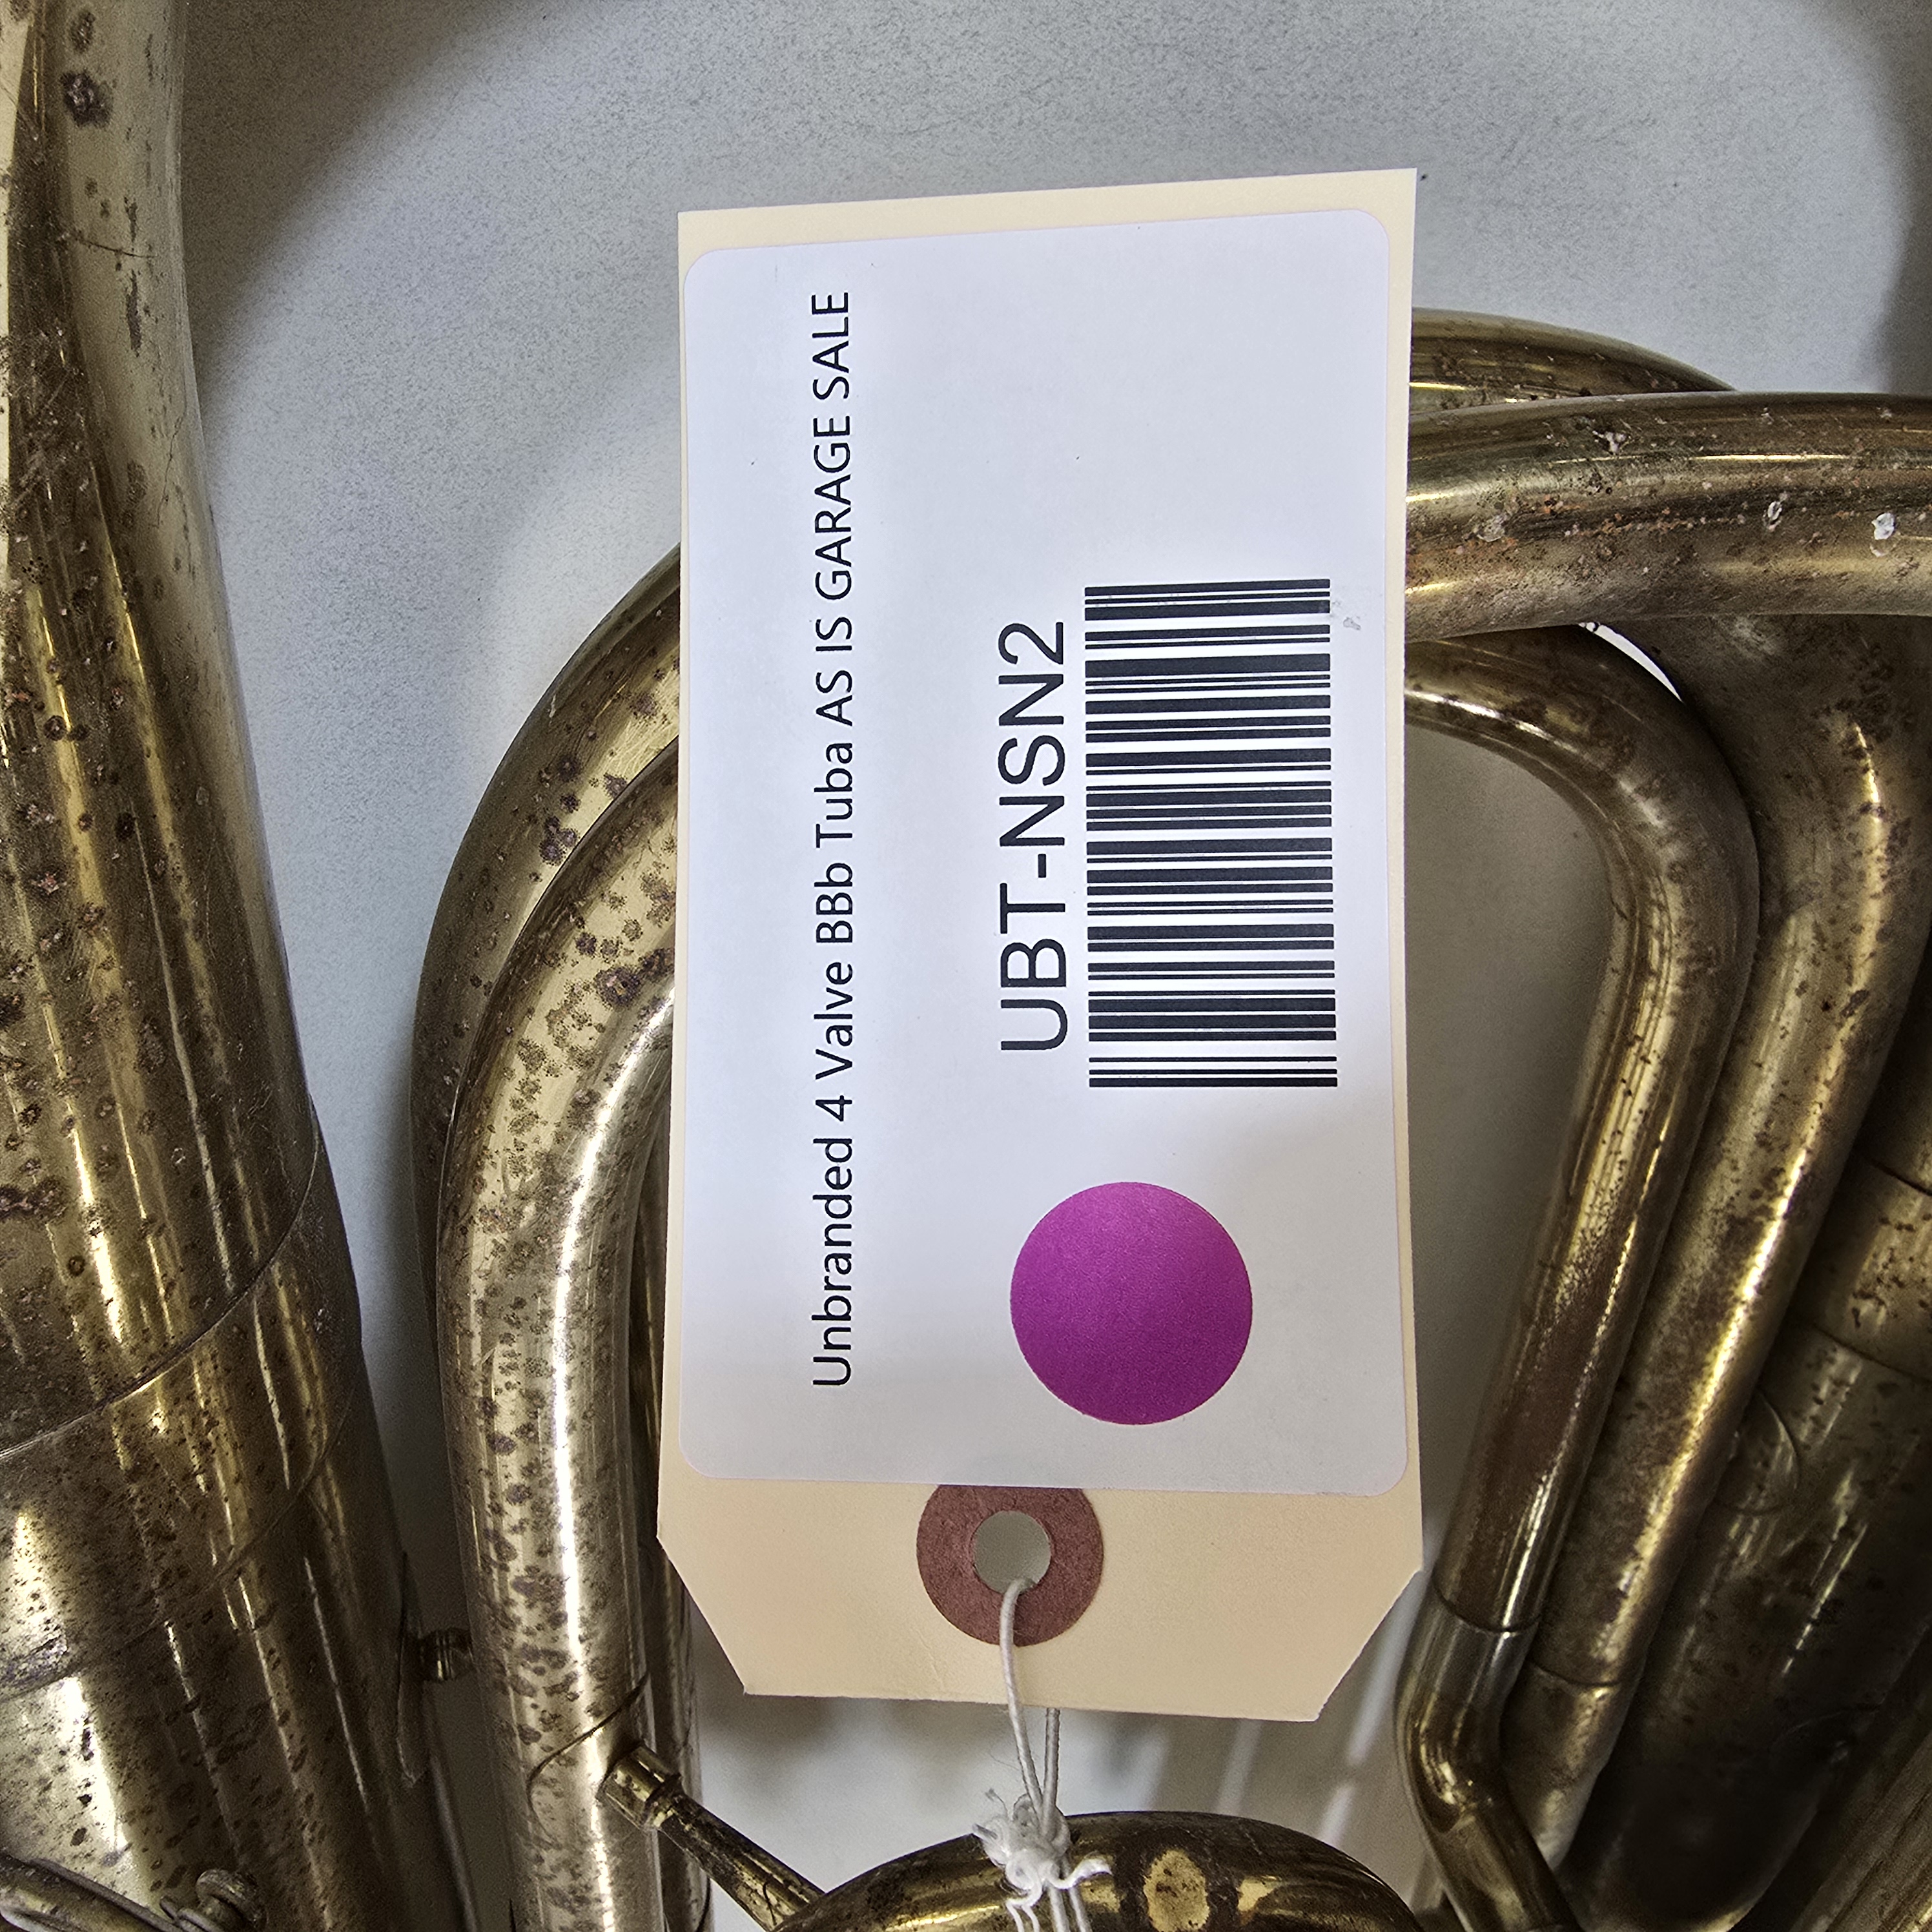 Unbranded 4 Valve BBb Tuba AS IS GARAGE SALE
UBT-NSN2